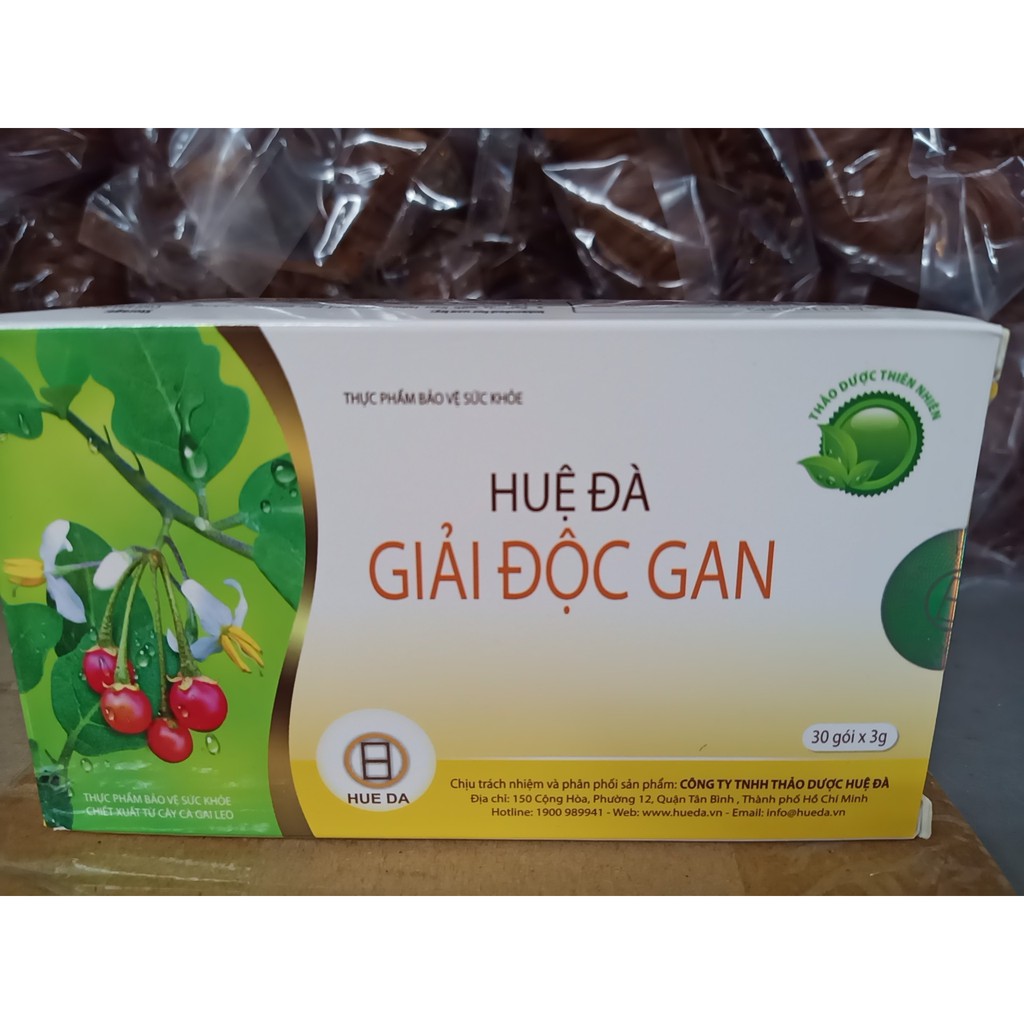 THỰC PHẨM BẢO VỆ SỨC KHỎE
THẢO DƯỢC THIÊN NHIÊN
HUỆ ĐÀ
GIẢI ĐỘC GAN
30 gói x 3g
HUE DA
Chịu trách nhiệm và phân phối sản phẩm: CÔNG TY TNHH THẢO DƯỢC HUỆ ĐÀ
Địa chỉ: 150 Cộng Hòa, Phường 12, Quận Tân Bình , Thành phố Hồ Chí Minh
Hotline: 1900 989941 - Web: www.hueda.vn - Email: info@hueda.vn
THỰC PHẨM BẢO VỆ SỨC KHỎE
CHIẾT XUẤT TỪ CÂY CÀ GAI LEO